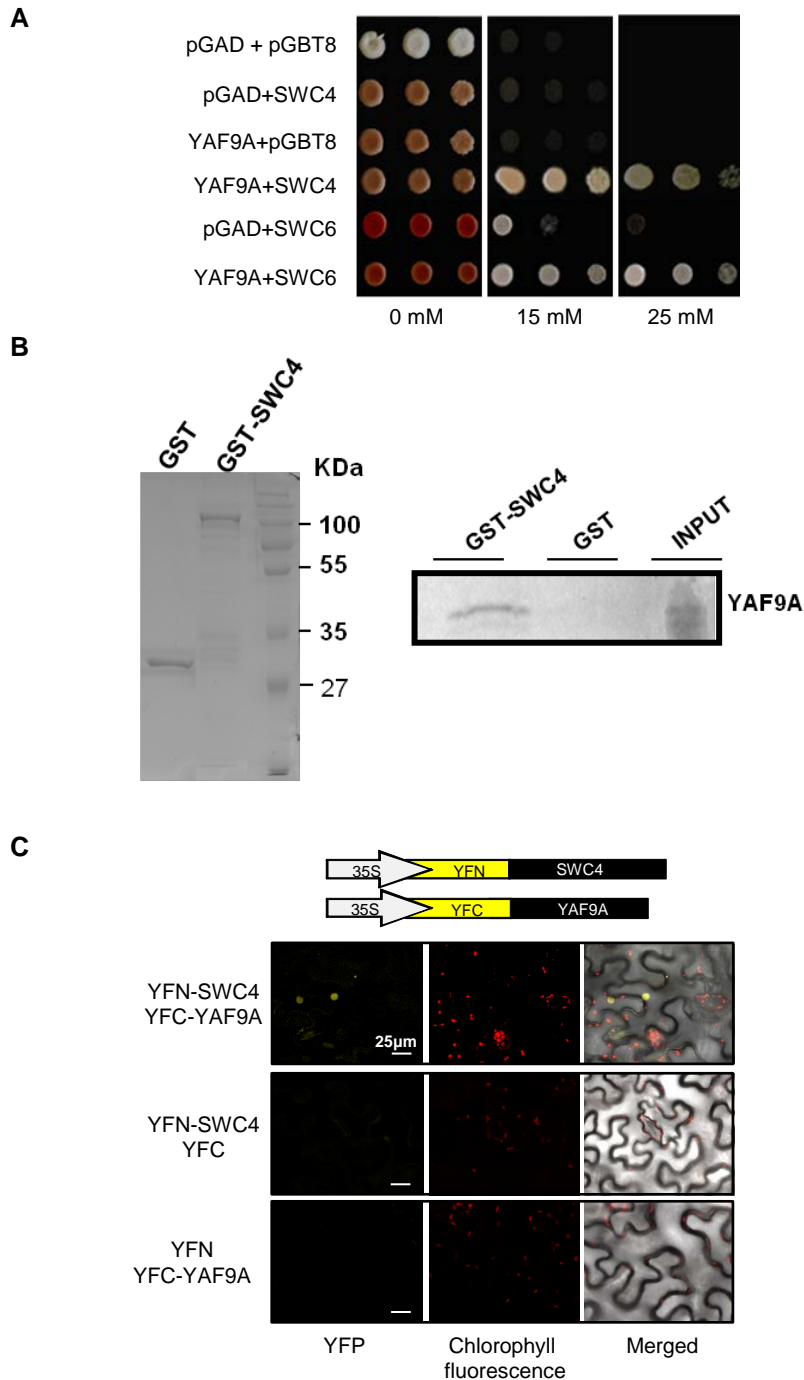 A
pGAD + pGBT8
pGAD+SWC4
YAF9A+pGBT8
YAF9A+SWC4
pGAD+SWC6
YAF9A+SWC6
0 mM 15 mM 25 mM
B
GST GST-SWC4 KDa
100
55
35
27
GST-SWC4 GST INPUT
YAF9A
C
35S YFN SWC4
35S YFC YAF9A
YFN-SWC4
YFC-YAF9A
25µm
YFN-SWC4
YFC
YFN
YFC-YAF9A
YFP Chlorophyll fluorescence Merged